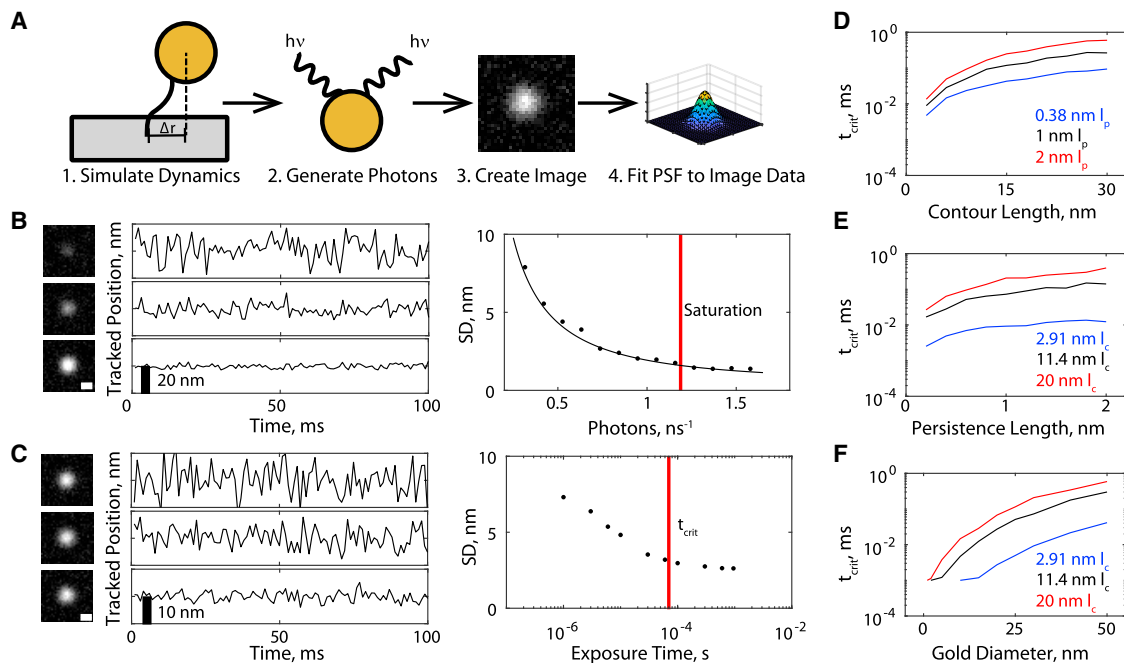 A
hν
hν
Δr
1. Simulate Dynamics
2. Generate Photons
3. Create Image
4. Fit PSF to Image Data
B
Tracked Position, nm
20 nm
0
50
100
Time, ms
SD, nm
10
5
0
Saturation
0.5
1
1.5
Photons, ns⁻¹
C
Tracked Position, nm
10 nm
0
50
100
Time, ms
SD, nm
10
5
0
t_crit
10⁻⁶
10⁻⁴
10⁻²
Exposure Time, s
D
t_crit, ms
10⁰
10⁻²
10⁻⁴
0.38 nm l_p
1 nm l_p
2 nm l_p
0
15
30
Contour Length, nm
E
t_crit, ms
10⁰
10⁻²
10⁻⁴
2.91 nm l_c
11.4 nm l_c
20 nm l_c
0
1
2
Persistence Length, nm
F
t_crit, ms
10⁰
10⁻²
10⁻⁴
2.91 nm l_c
11.4 nm l_c
20 nm l_c
0
25
50
Gold Diameter, nm